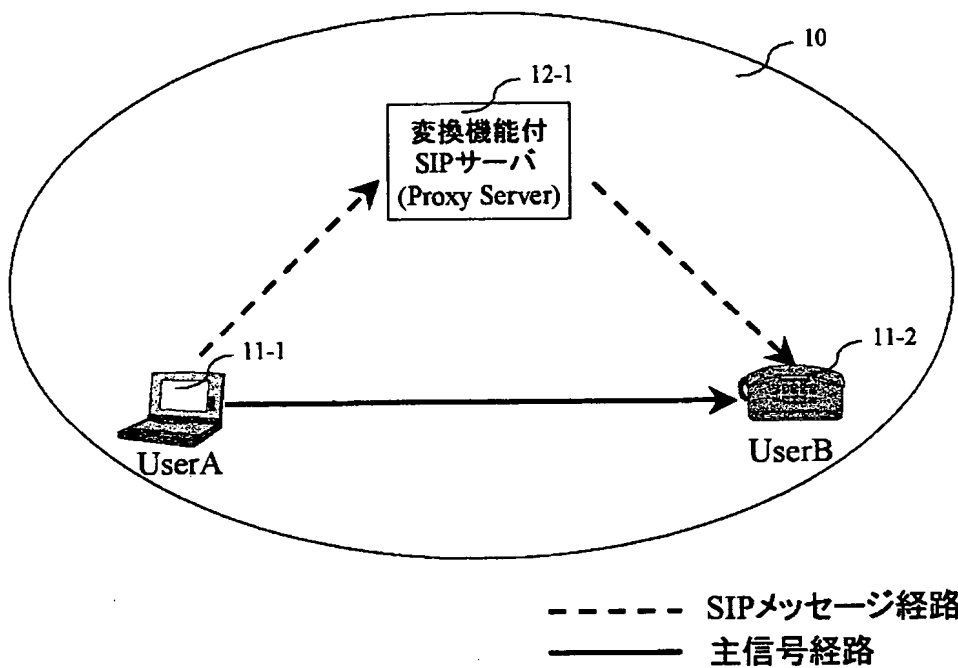 10
12-1
変換機能付
SIPサーバ
(Proxy Server)
11-1
11-2
UserA
UserB
SIPメッセージ経路
主信号経路